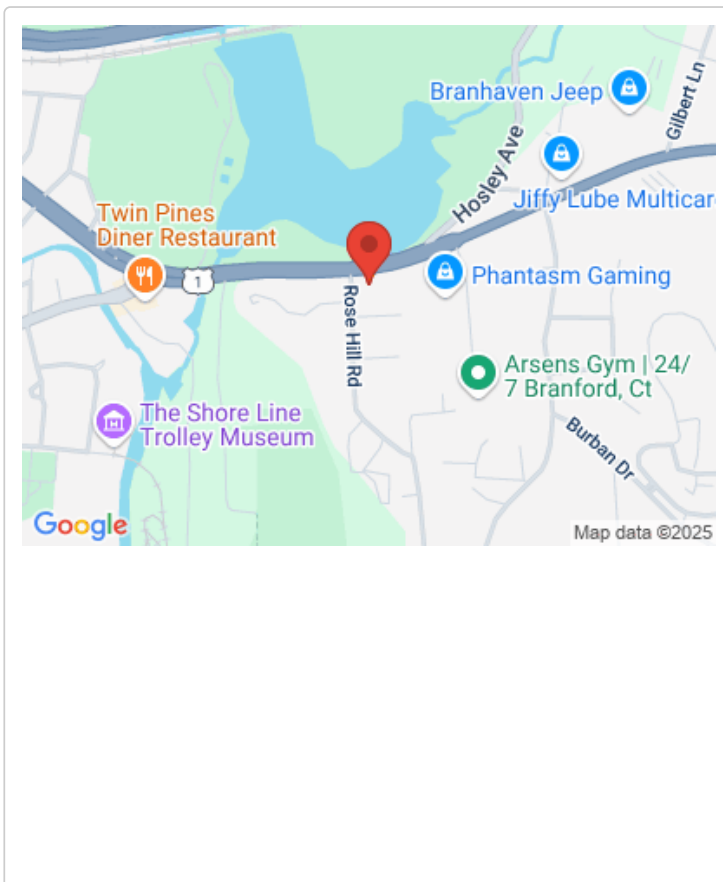 Branhaven Jeep
Gilbert Ln
Hosley Ave
Jiffy Lube Multicar
Twin Pines
Diner Restaurant
1
Phantasm Gaming
Rose Hill Rd
Arsens Gym | 24/
7 Branford, Ct
The Shore Line
Trolley Museum
Burban Dr
Google
Map data ©2025